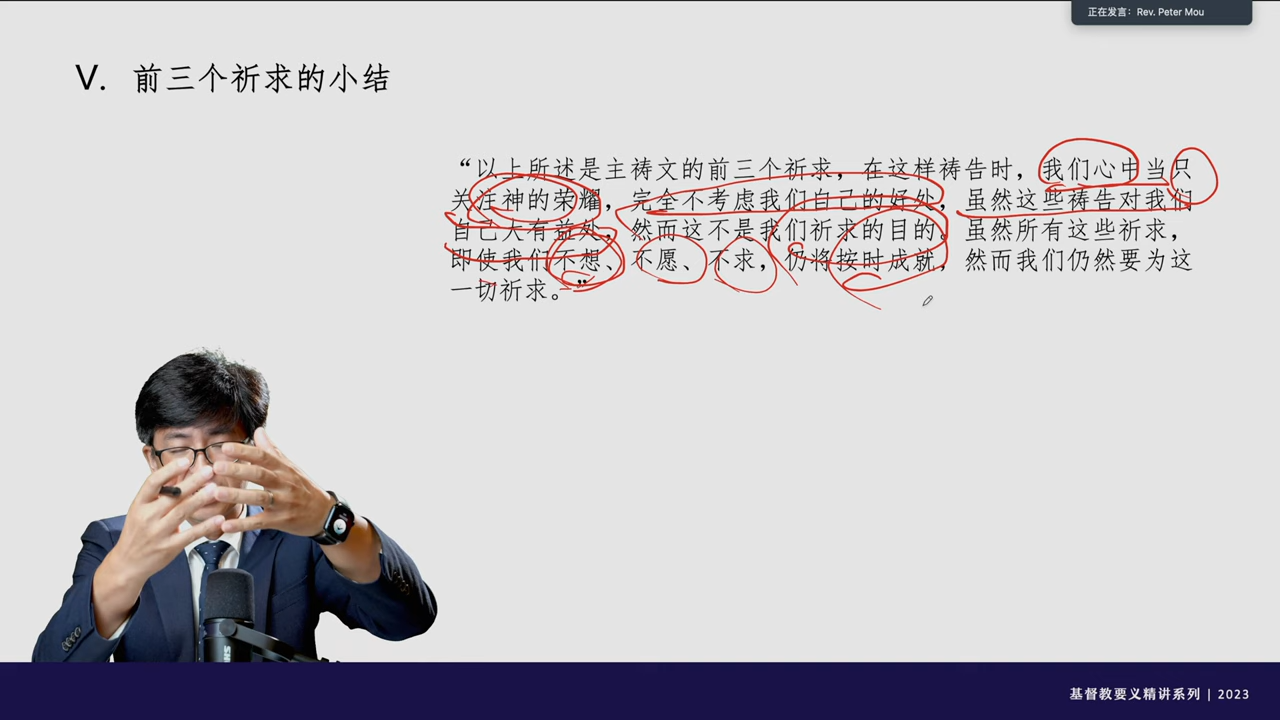 正在发言: Rev. Peter Mou
V. 前三个祈求的小结
“以上所述是主祷文的前三个祈求，在这样祷告时，我们心中当只
关注神的荣耀，完全不考虑我们自己的好处，虽然这些祷告对我们
自己大有益处，然而这不是我们祈求的目的。虽然所有这些祈求，
即使我们不想、不愿、不求，仍将按时成就，然而我们仍然要为这
一切祈求。”
基督教要义精讲系列 | 2023